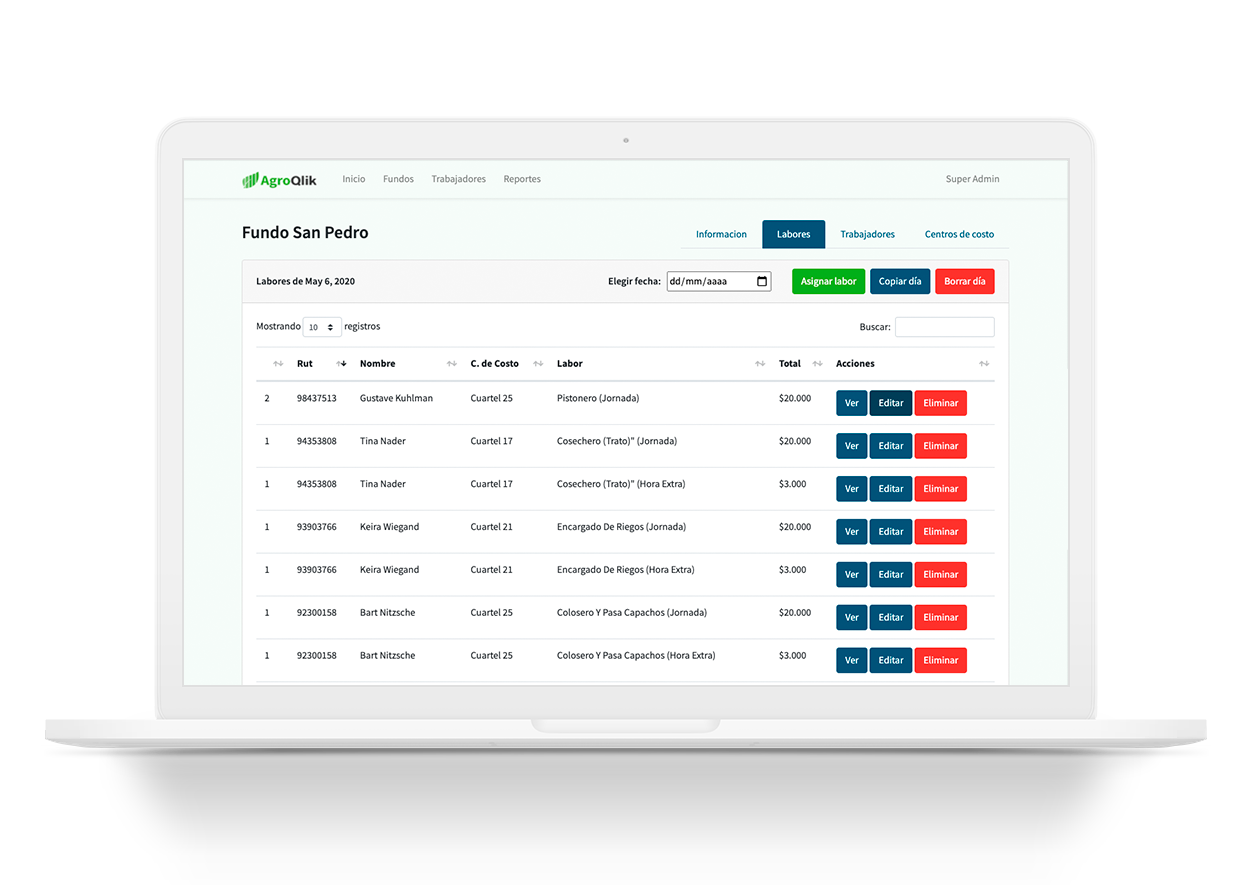 AgroQlik Inicio Fundos Trabajadores Reportes Super Admin
Fundo San Pedro Informacion Labores Trabajadores Centros de costo
Labores de May 6, 2020 Elegir fecha: dd/mm/aaaa Asignar labor Copiar día Borrar día
Mostrando 10 registros Buscar:
Rut Nombre C. de Costo Labor Total Acciones
2 98437513 Gustave Kuhlman Cuartel 25 Pistonero (Jornada) $20.000 Ver Editar Eliminar
1 94353808 Tina Nader Cuartel 17 Cosechero (Trato)" (Jornada) $20.000 Ver Editar Eliminar
1 94353808 Tina Nader Cuartel 17 Cosechero (Trato)" (Hora Extra) $3.000 Ver Editar Eliminar
1 93903766 Keira Wiegand Cuartel 21 Encargado De Riegos (Jornada) $20.000 Ver Editar Eliminar
1 93903766 Keira Wiegand Cuartel 21 Encargado De Riegos (Hora Extra) $3.000 Ver Editar Eliminar
1 92300158 Bart Nitzsche Cuartel 25 Colosero Y Pasa Capachos (Jornada) $20.000 Ver Editar Eliminar
1 92300158 Bart Nitzsche Cuartel 25 Colosero Y Pasa Capachos (Hora Extra) $3.000 Ver Editar Eliminar